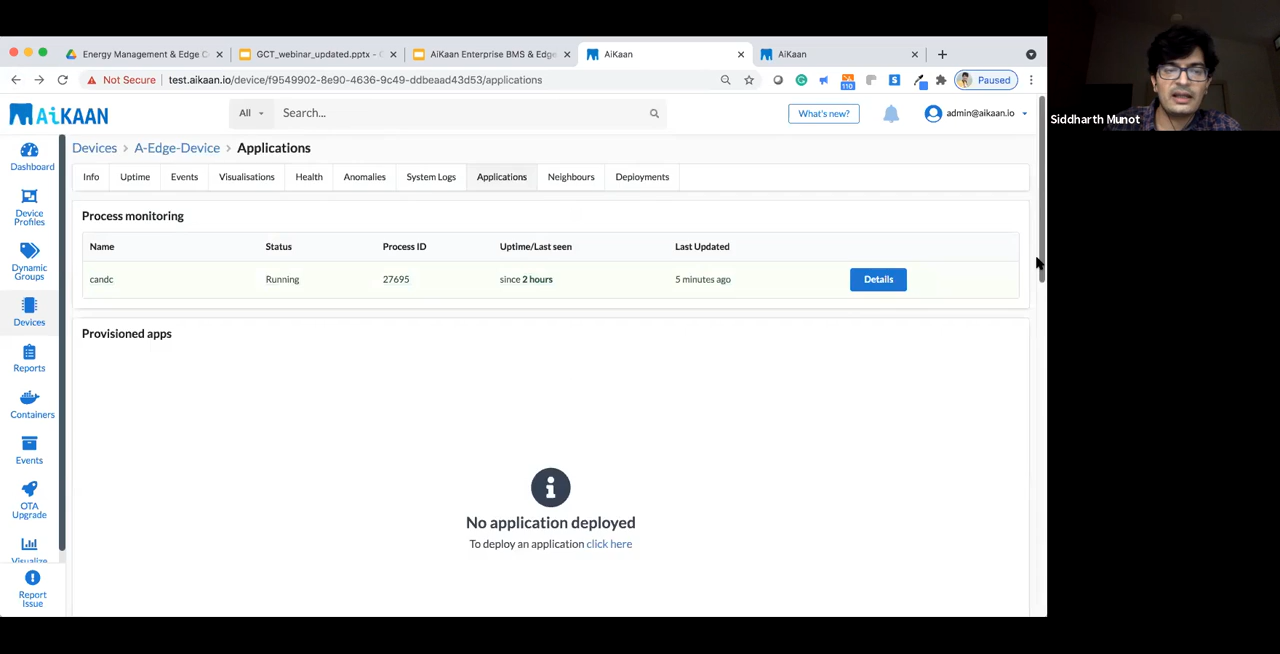 Energy Management & Edge C
GCT_webinar_updated.pptx - G
AiKaan Enterprise BMS & Edge
AiKaan
AiKaan
Not Secure
test.aikaan.io/device/f9549902-8e90-4636-9c49-ddbeaad43d53/applications
110
S
Paused
Siddharth Munot
AiKAAN
All
Search...
What's new?
admin@aikaan.io
Dashboard
Device
Profiles
Dynamic
Groups
Devices
Reports
Containers
Events
OTA
Upgrade
Visualize
Report
Issue
Devices > A-Edge-Device > Applications
Info
Uptime
Events
Visualisations
Health
Anomalies
System Logs
Applications
Neighbours
Deployments
Process monitoring
Name Status Process ID Uptime/Last seen Last Updated
candc Running 27695 since 2 hours 5 minutes ago Details
Provisioned apps
No application deployed
To deploy an application click here